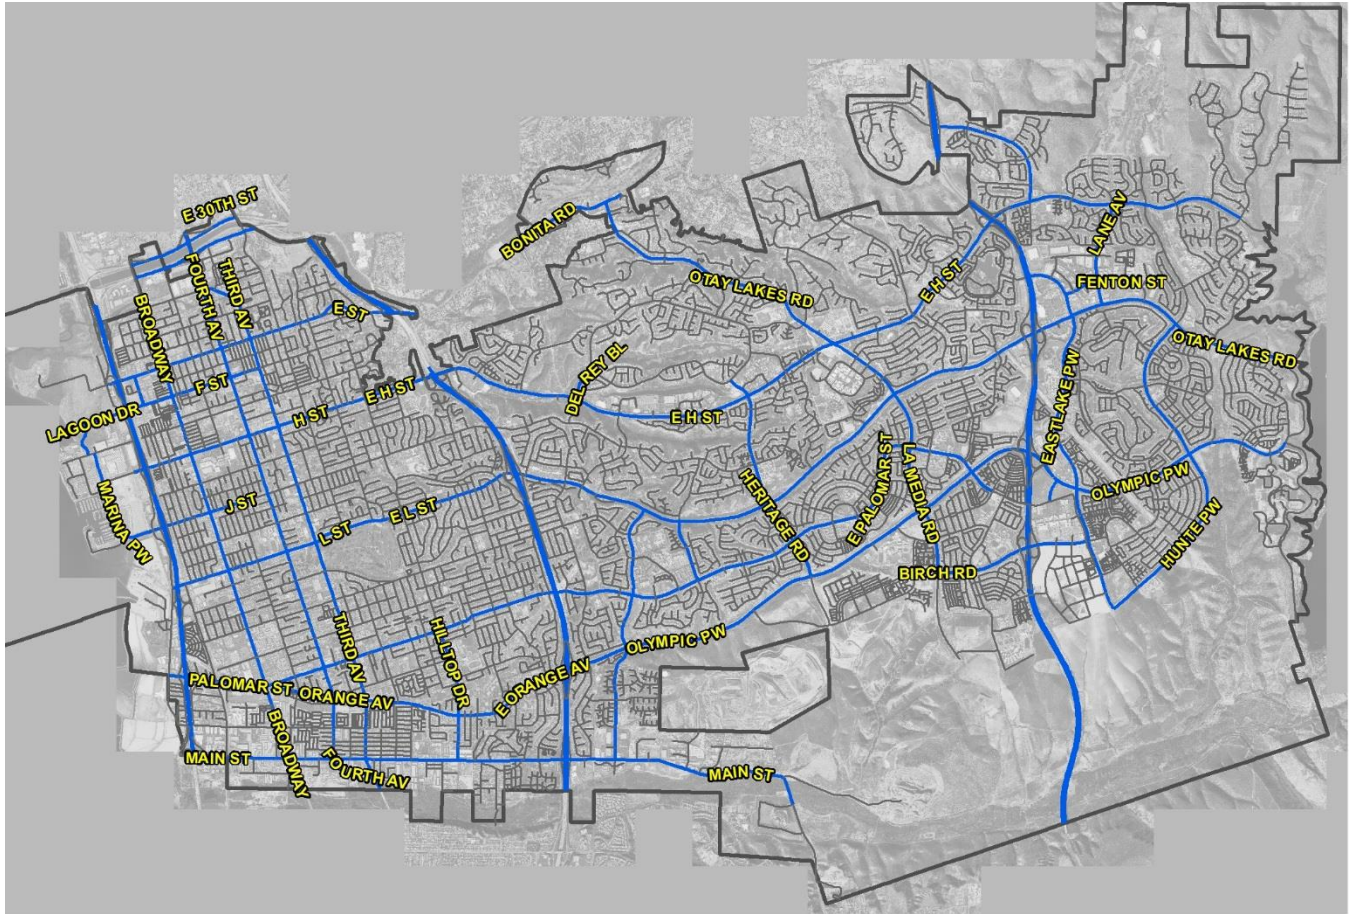 E 30TH ST
BONITA RD
LANE AV
FOURTH AV
THIRD AV
BROADWAY
E ST
OTAY LAKES RD
E H ST
FENTON ST
OTAY LAKES RD
F ST
DEL REY BL
EASTLAKE PW
LAGOON DR
H ST
E H ST
E H ST
MARINA PW
J ST
L ST
E L ST
HERITAGE RD
E PALOMAR ST
LA MEDIA RD
OLYMPIC PW
HUNTE PW
BIRCH RD
THIRD AV
HILLTOP DR
OLYMPIC PW
PALOMAR ST
ORANGE AV
E ORANGE AV
BROADWAY
MAIN ST
FOURTH AV
MAIN ST